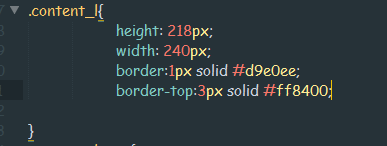 .content_l{
height: 218px;
width: 240px;
border:1px solid #d9e0ee;
border-top:3px solid #ff8400;
}